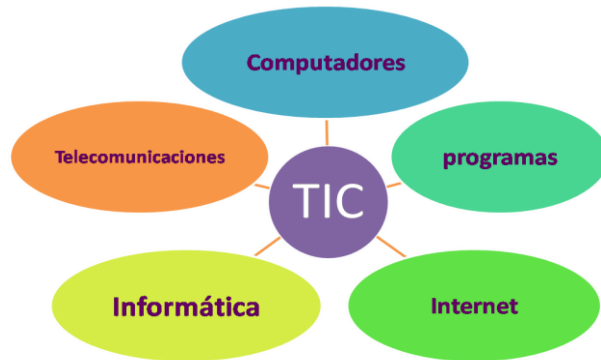 Computadores
Telecomunicaciones
programas
TIC
Informática
Internet